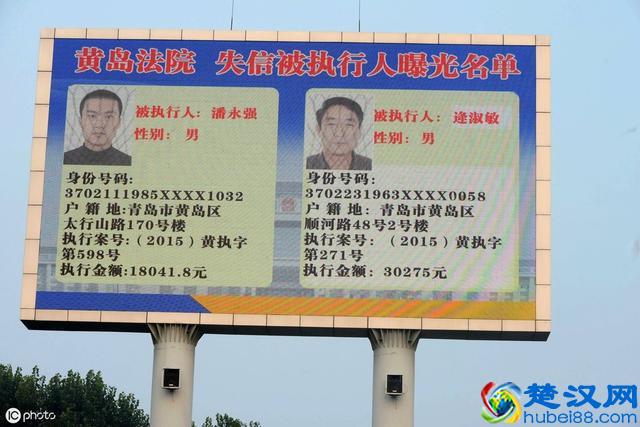 黄岛法院 失信被执行人曝光名单
被执行人：潘永强
性别： 男
身份号码：
3702111985XXXX1032
户 籍 地：青岛市黄岛区
太行山路170号楼
执行案号：（2015）黄执字
第598号
执行金额:18041.8元
被执行人： 逄淑敏
性别： 男
身份号码：
3702231963XXXX0058
户 籍 地： 青岛市黄岛区
顺河路48号2号楼
执行案号：（2015）黄执字
第271号
执行金额： 30275元
iC photo
楚汉网
hubei88.com